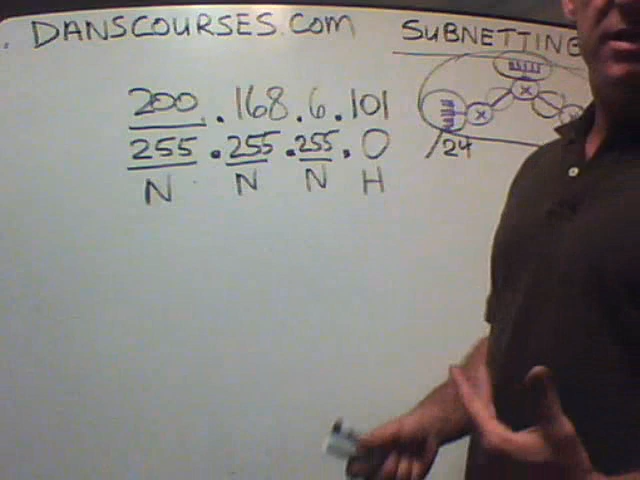 DANSCOURSES.COM
SUBNETTING
200.168.6.101
255.255.255.0
/24
N N N H